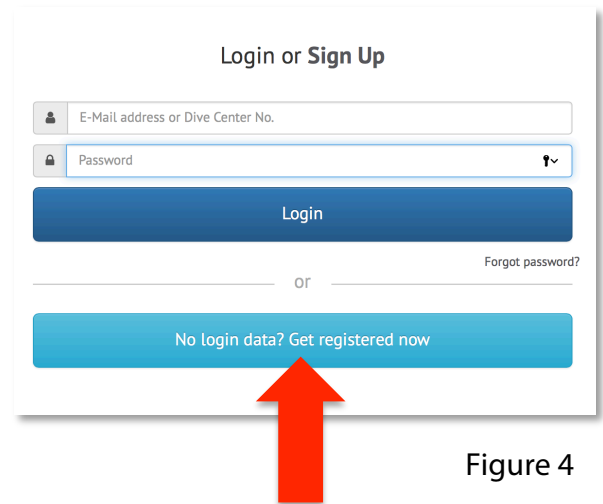 Login or Sign Up
E-Mail address or Dive Center No.
Password
Login
Forgot password?
or
No login data? Get registered now
Figure 4